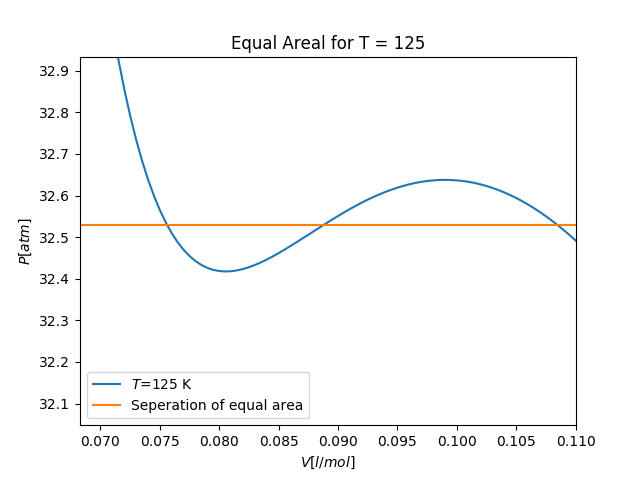 Equal Areal for T = 125
P[atm]
32.9
32.8
32.7
32.6
32.5
32.4
32.3
32.2
32.1
T=125 K
Seperation of equal area
0.070 0.075 0.080 0.085 0.090 0.095 0.100 0.105 0.110
V[l/mol]